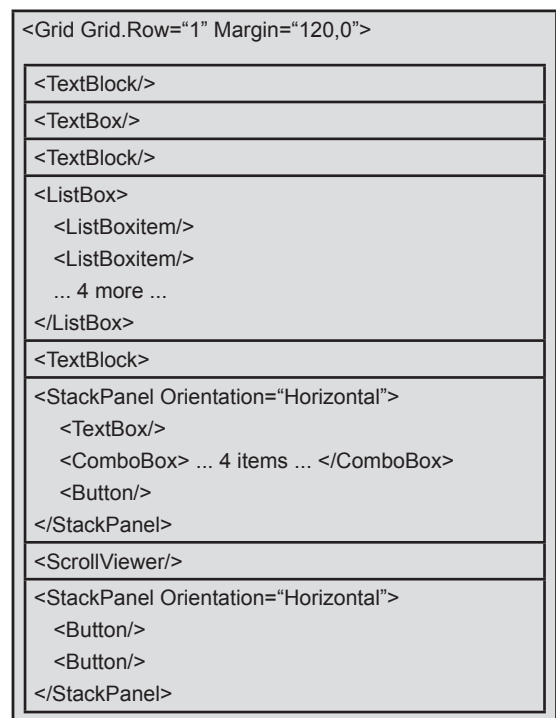 <Grid Grid.Row=“1” Margin=“120,0”>
<TextBlock/>
<TextBox/>
<TextBlock/>
<ListBox>
<ListBoxitem/>
<ListBoxitem/>
... 4 more ...
</ListBox>
<TextBlock>
<StackPanel Orientation=“Horizontal”>
<TextBox/>
<ComboBox> ... 4 items ... </ComboBox>
<Button/>
</StackPanel>
<ScrollViewer/>
<StackPanel Orientation=“Horizontal”>
<Button/>
<Button/>
</StackPanel>